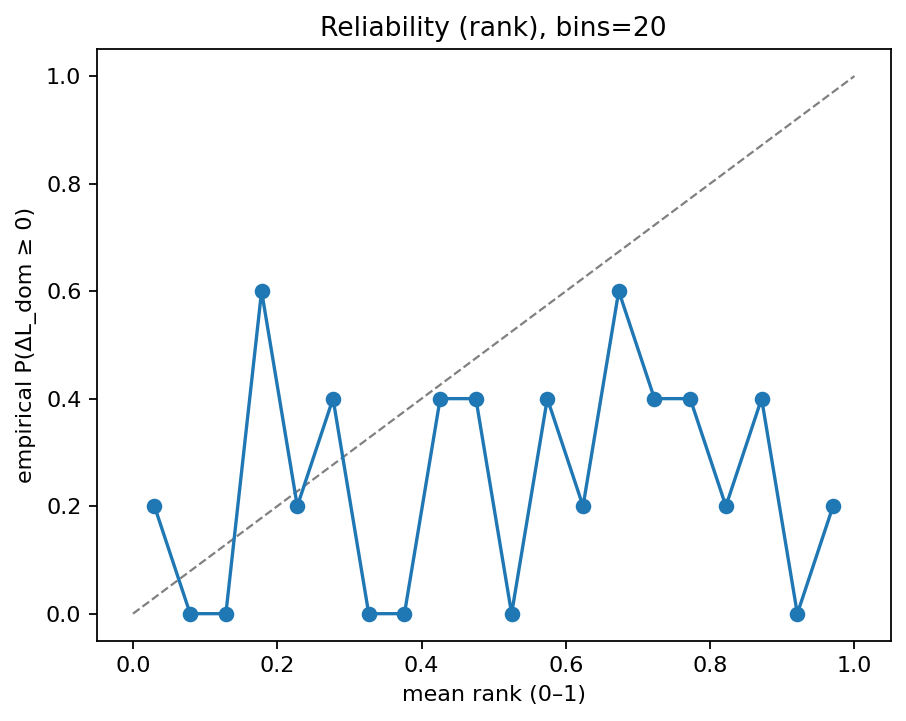 Reliability (rank), bins=20
empirical P(ΔL_dom ≥ 0)
1.0
0.8
0.6
0.4
0.2
0.0
0.0 0.2 0.4 0.6 0.8 1.0
mean rank (0–1)